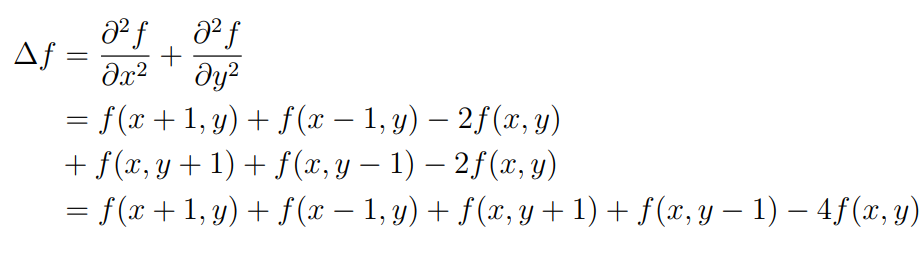 Δf = ∂²f/∂x² + ∂²f/∂y²
= f(x + 1, y) + f(x − 1, y) − 2f(x, y)
+ f(x, y + 1) + f(x, y − 1) − 2f(x, y)
= f(x + 1, y) + f(x − 1, y) + f(x, y + 1) + f(x, y − 1) − 4f(x, y)